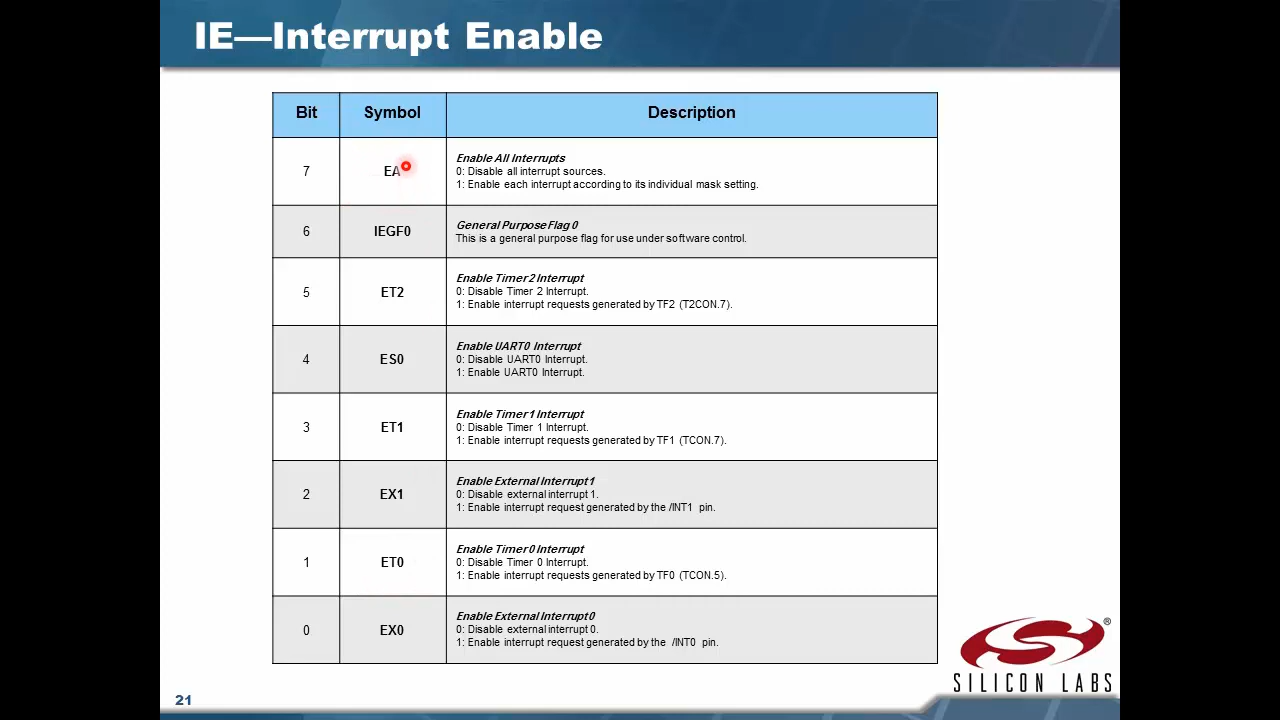 IE—Interrupt Enable
Bit Symbol Description
7 EA Enable All Interrupts
0: Disable all interrupt sources.
1: Enable each interrupt according to its individual mask setting.
6 IEGF0 General Purpose Flag 0
This is a general purpose flag for use under software control.
5 ET2 Enable Timer 2 Interrupt
0: Disable Timer 2 Interrupt.
1: Enable interrupt requests generated by TF2 (T2CON.7).
4 ES0 Enable UART0 Interrupt
0: Disable UART0 Interrupt.
1: Enable UART0 Interrupt.
3 ET1 Enable Timer 1 Interrupt
0: Disable Timer 1 Interrupt.
1: Enable interrupt requests generated by TF1 (TCON.7).
2 EX1 Enable External Interrupt 1
0: Disable external interrupt 1.
1: Enable interrupt request generated by the /INT1 pin.
1 ET0 Enable Timer 0 Interrupt
0: Disable Timer 0 Interrupt.
1: Enable interrupt requests generated by TF0 (TCON.5).
0 EX0 Enable External Interrupt 0
0: Disable external interrupt 0.
1: Enable interrupt request generated by the /INT0 pin.
®
SILICON LABS
21